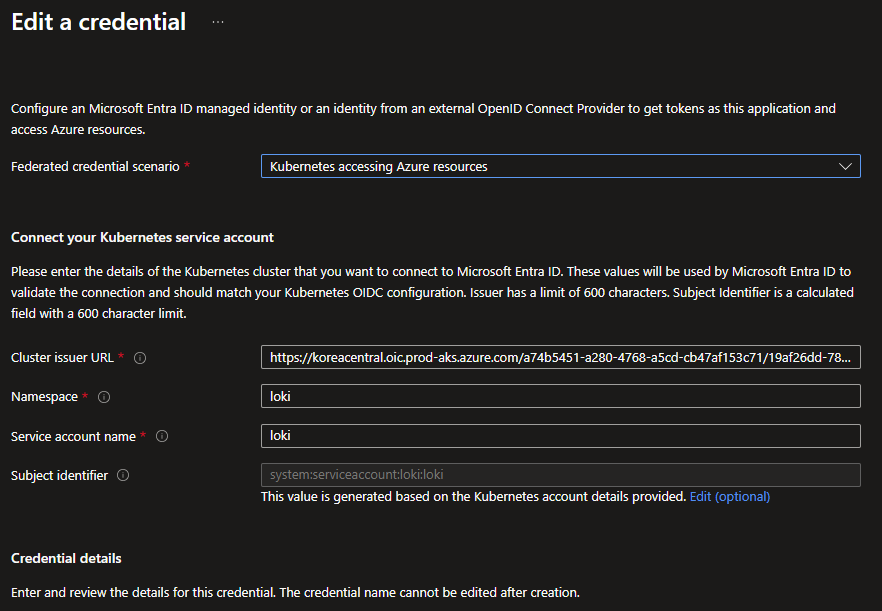 Edit a credential ...
Configure an Microsoft Entra ID managed identity or an identity from an external OpenID Connect Provider to get tokens as this application and
access Azure resources.
Federated credential scenario * Kubernetes accessing Azure resources
Connect your Kubernetes service account
Please enter the details of the Kubernetes cluster that you want to connect to Microsoft Entra ID. These values will be used by Microsoft Entra ID to
validate the connection and should match your Kubernetes OIDC configuration. Issuer has a limit of 600 characters. Subject Identifier is a calculated
field with a 600 character limit.
Cluster issuer URL * https://koreacentral.oic.prod-aks.azure.com/a74b5451-a280-4768-a5cd-cb47af153c71/19af26dd-78...
Namespace * loki
Service account name * loki
Subject identifier system:serviceaccount:loki:loki
This value is generated based on the Kubernetes account details provided. Edit (optional)
Credential details
Enter and review the details for this credential. The credential name cannot be edited after creation.